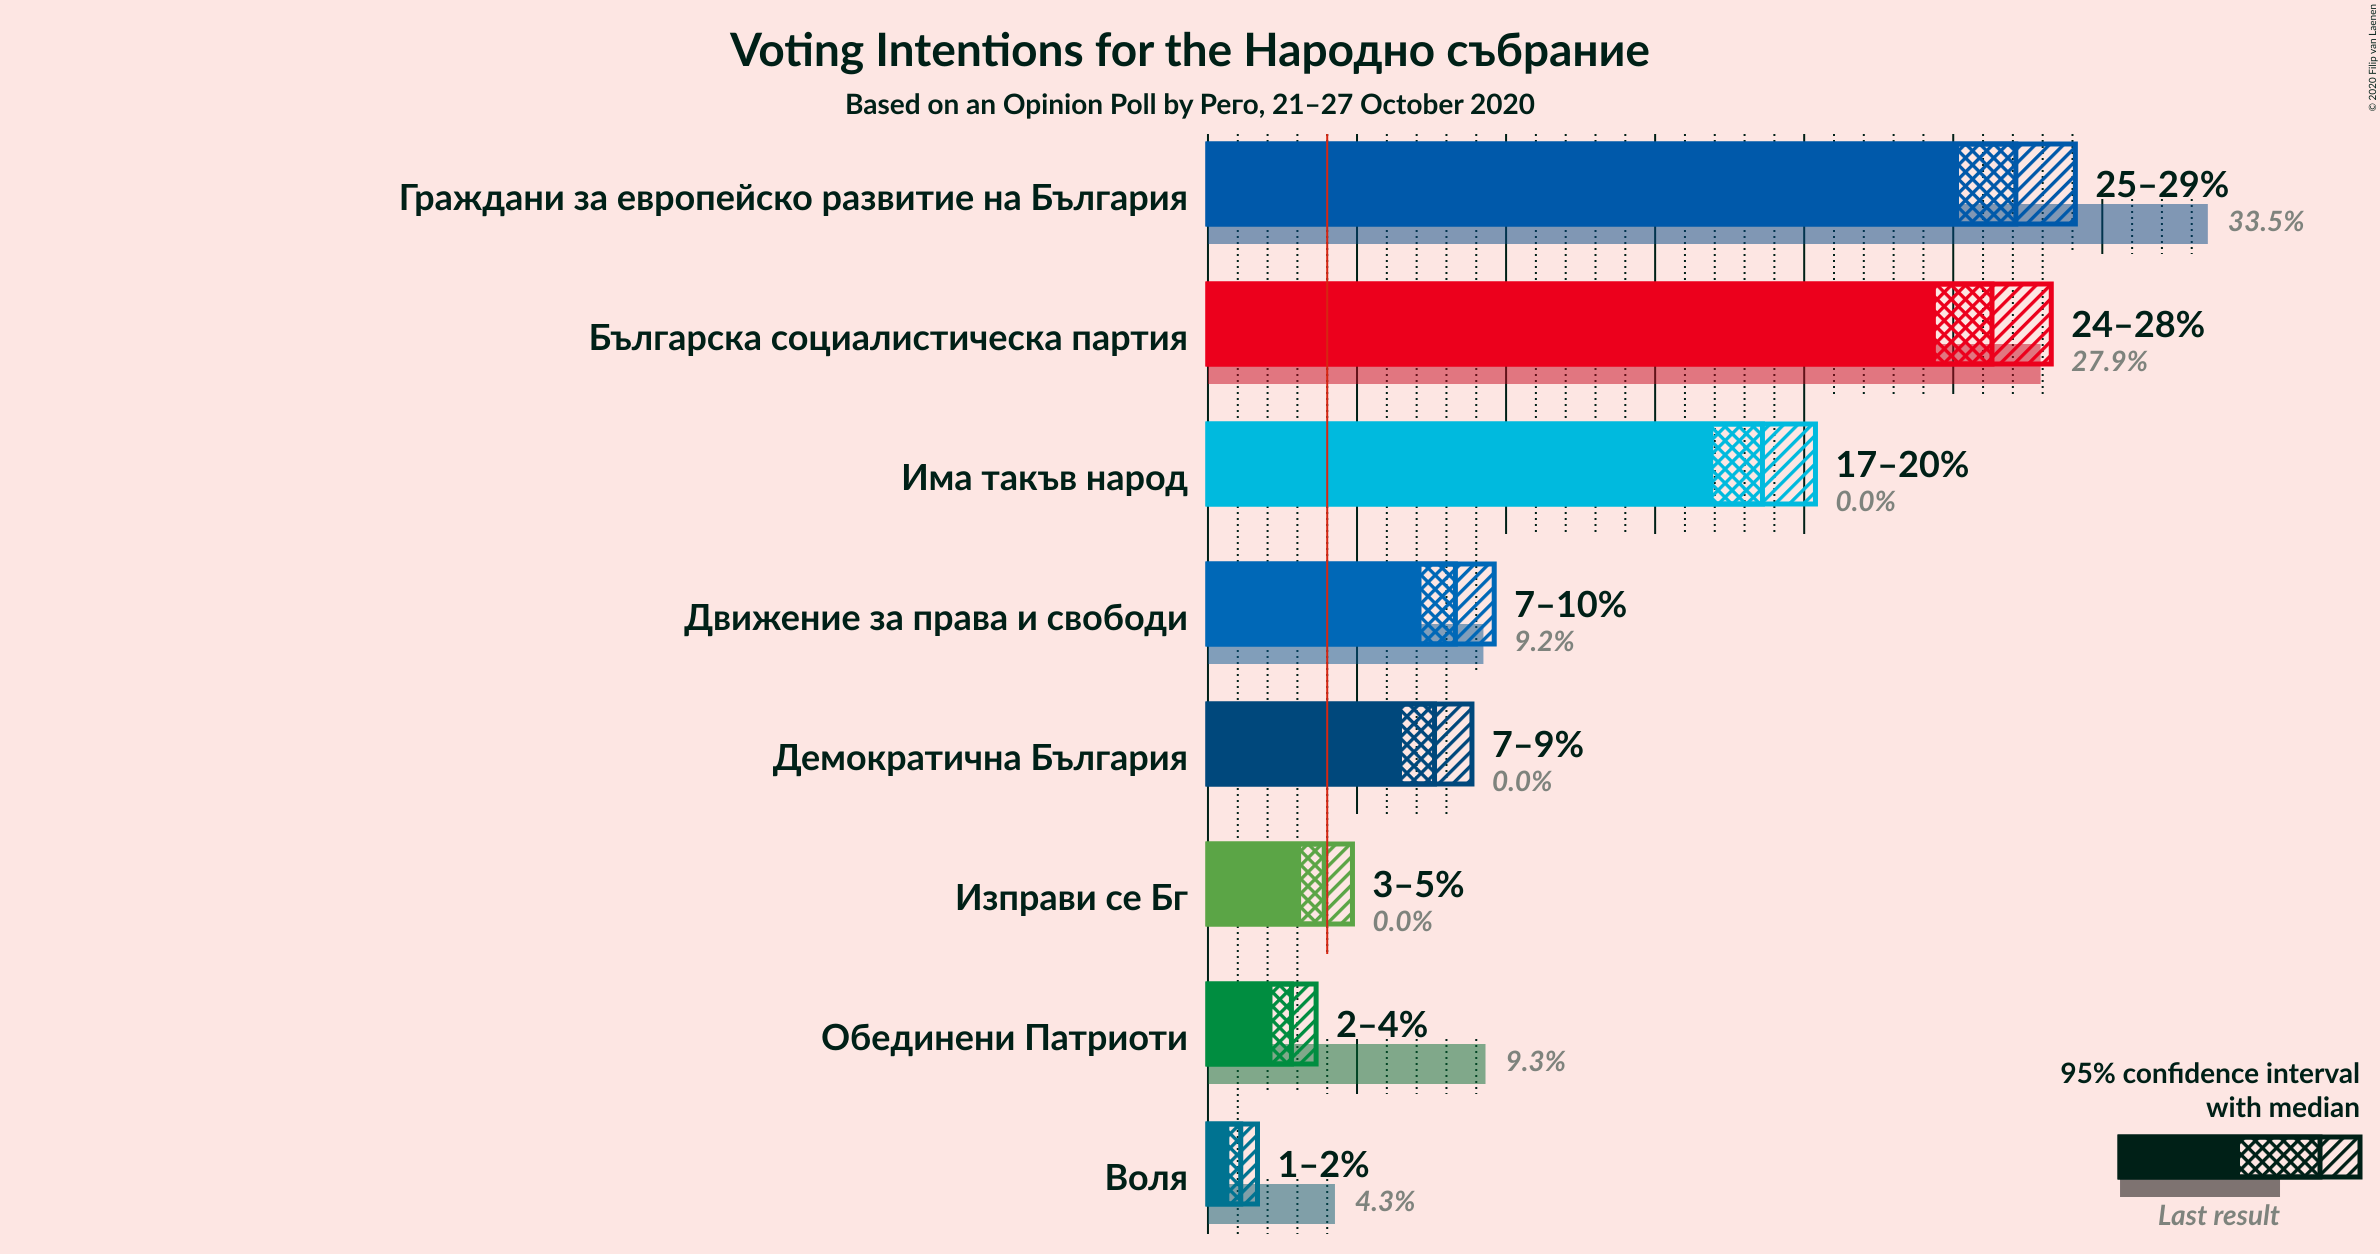 © 2020 Filip van Laenen
Voting Intentions for the Народно събрание
Based on an Opinion Poll by Рего, 21–27 October 2020
Граждани за европейско развитие на България
25–29%
33.5%
Българска социалистическа партия
24–28%
27.9%
Има такъв народ
17–20%
0.0%
Движение за права и свободи
7–10%
9.2%
Демократична България
7–9%
0.0%
Изправи се Бг
3–5%
0.0%
Обединени Патриоти
2–4%
9.3%
Воля
1–2%
4.3%
95% confidence interval
with median
Last result